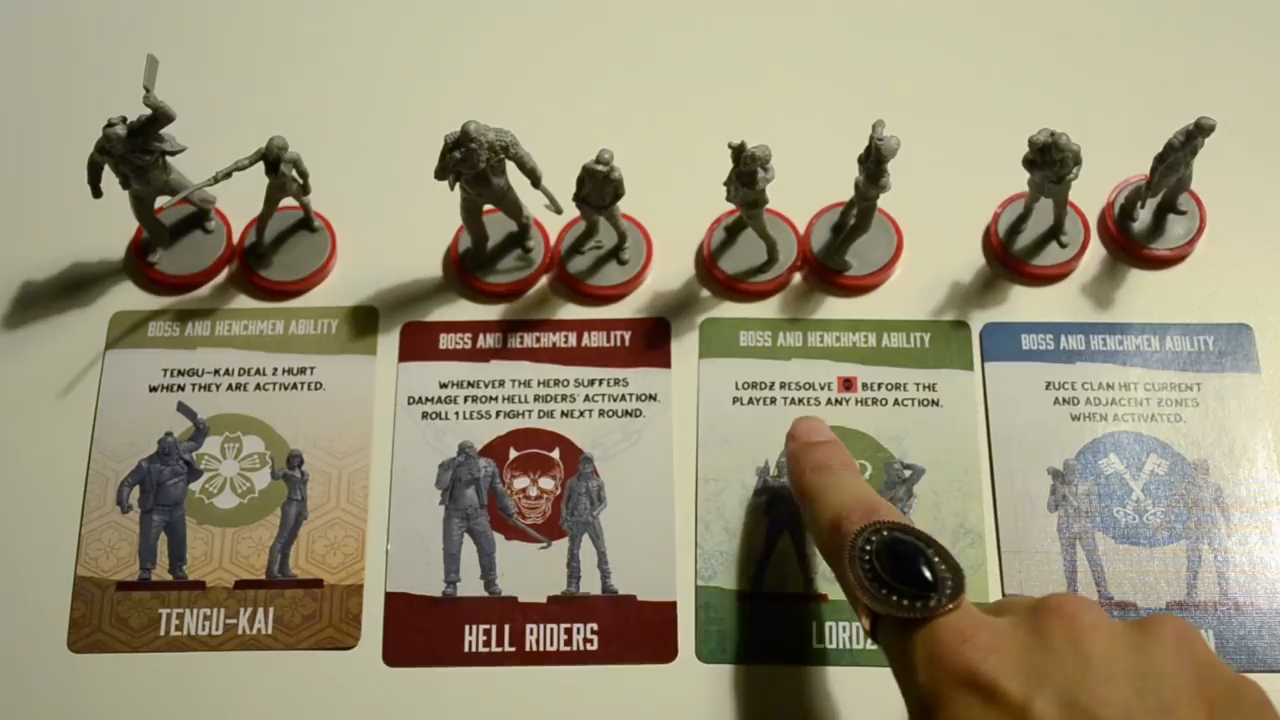 BOSS AND HENCHMEN ABILITY
TENGU-KAI DEAL 2 HURT
WHEN THEY ARE ACTIVATED.
TENGU-KAI
BOSS AND HENCHMEN ABILITY
WHENEVER THE HERO SUFFERS
DAMAGE FROM HELL RIDERS' ACTIVATION,
ROLL 1 LESS FIGHT DIE NEXT ROUND.
HELL RIDERS
BOSS AND HENCHMEN ABILITY
LORDZ RESOLVE BEFORE THE
PLAYER TAKES ANY HERO ACTION.
LORDZ
BOSS AND HENCHMEN ABILITY
ZUCE CLAN HIT CURRENT
AND ADJACENT ZONES
WHEN ACTIVATED.